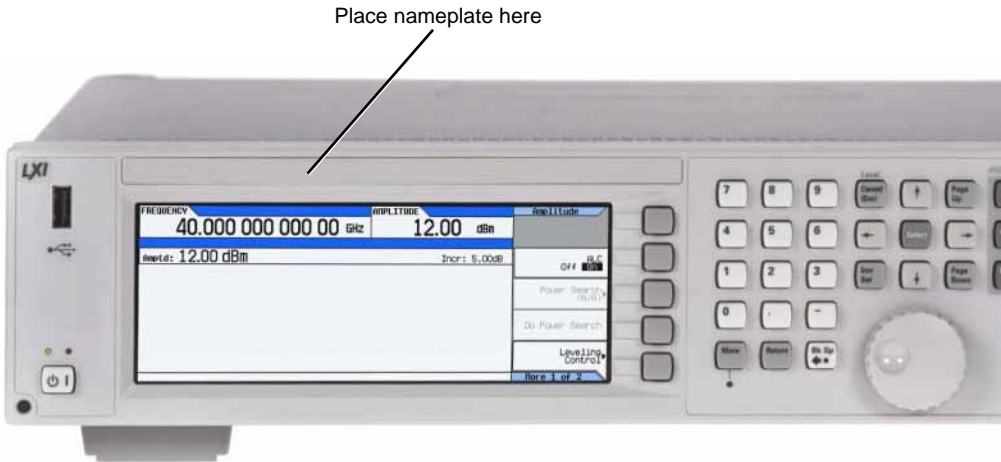 Place nameplate here
LXI
FREQUENCY
AMPLITUDE
Amplitude
40.000 000 000 00 GHz
12.00 dBm
Amptd: 12.00 dBm
Incr: 5.00dB
ALC
Off On
Power Search
(N/A)
Do Power Search
Leveling
Control
More 1 of 2
Local
7 8 9
Cancel
(Esc)
Page
Up
4 5 6
Select
1 2 3
Incr
Set
Page
Down
0 . -
More
Return
Bk Sp